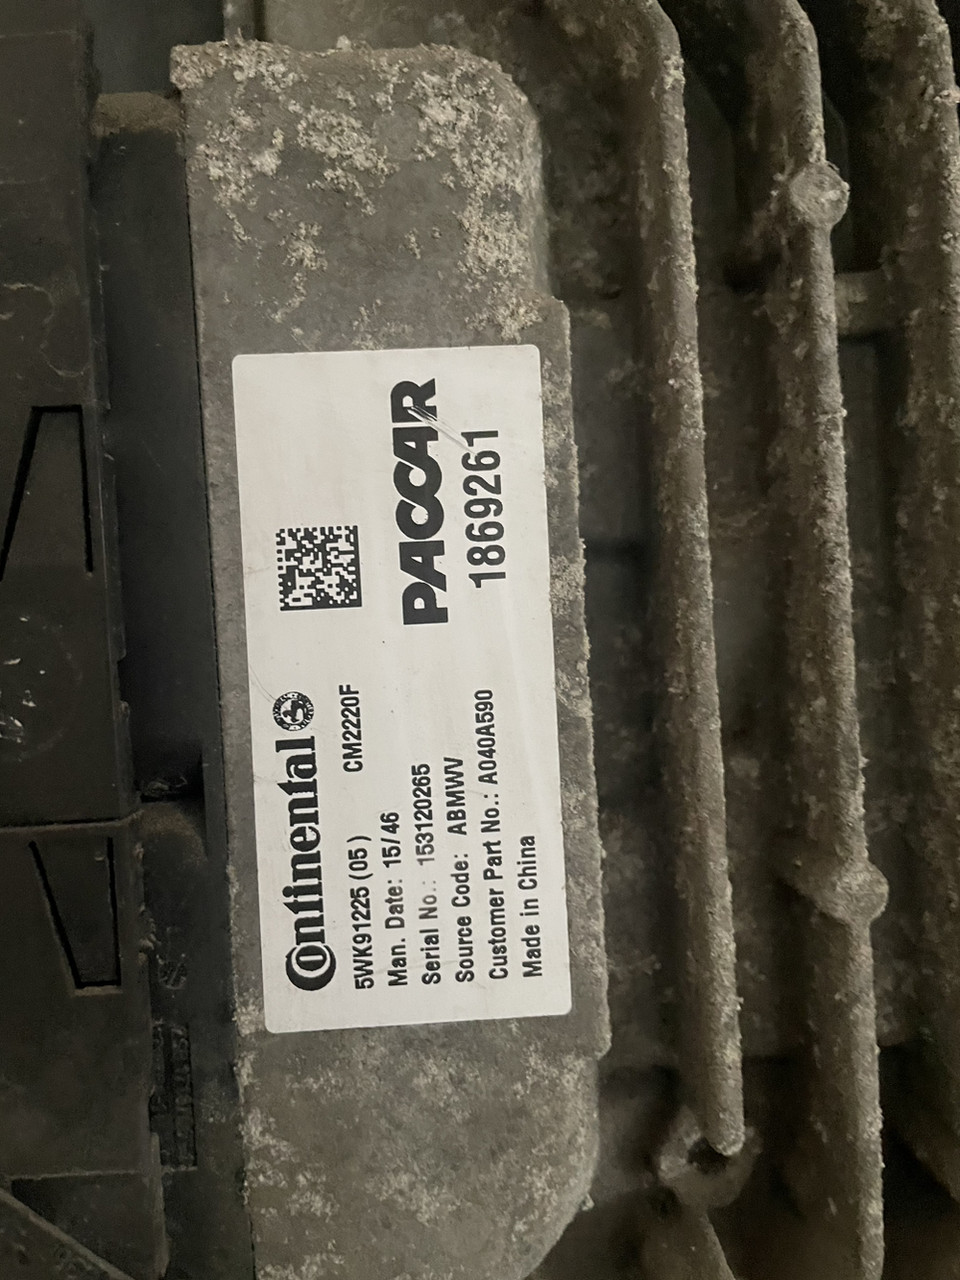 Continental
5WK91225 (05) CM2220F
Man. Date: 15/46
Serial No.: 153120265
Source Code: ABMWV
Customer Part No.: A040A590
Made in China
PACCAR
1869261